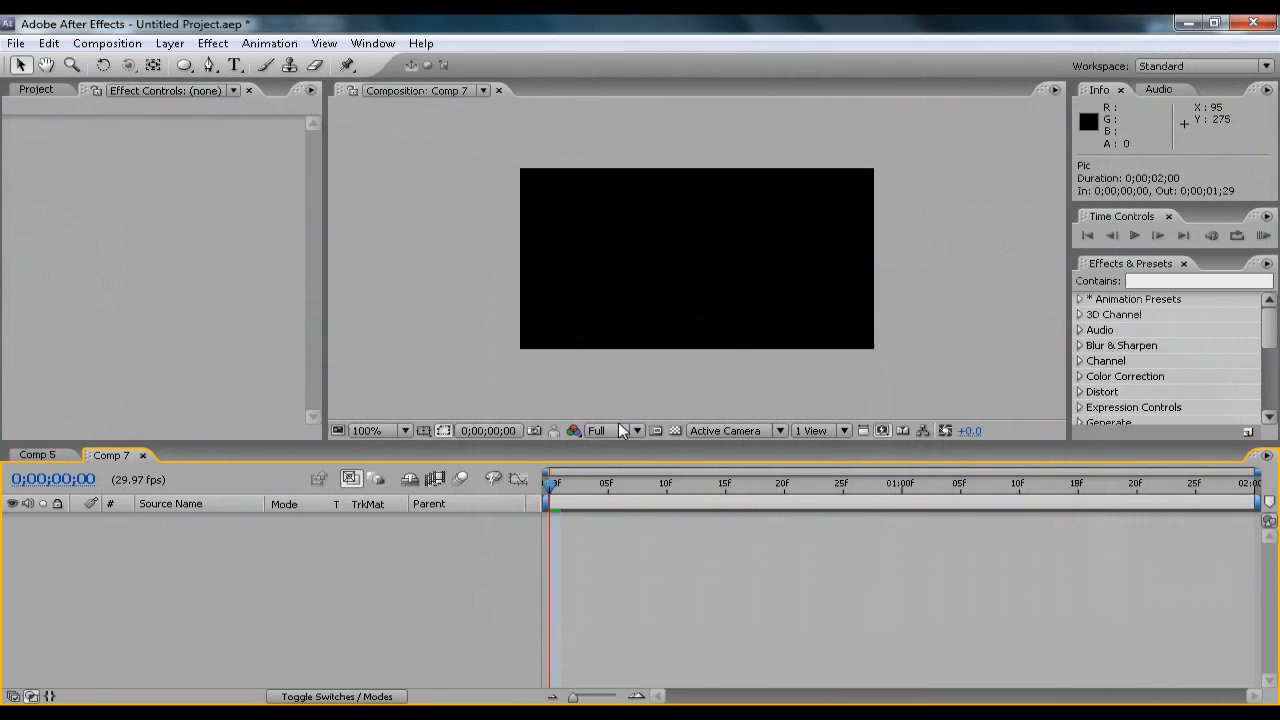 Adobe After Effects - Untitled Project.aep *
File Edit Composition Layer Effect Animation View Window Help
Workspace: Standard
Project Effect Controls: (none)
Composition: Comp 7
Info Audio
R :
G :
B :
A : 0
X : 95
Y : 275
Pic
Duration: 0;00;02;00
In: 0;00;00;00, Out: 0;00;01;29
Time Controls
Effects & Presets
Contains:
* Animation Presets
3D Channel
Audio
Blur & Sharpen
Channel
Color Correction
Distort
Expression Controls
Generate
100% 0;00;00;00 Full Active Camera 1 View +0.0
Comp 5 Comp 7
0;00;00;00 (29.97 fps)
05F 10F 15F 20F 25F 01:00F 05F 10F 15F 20F 25F
# Source Name Mode T TrkMat Parent
Toggle Switches / Modes